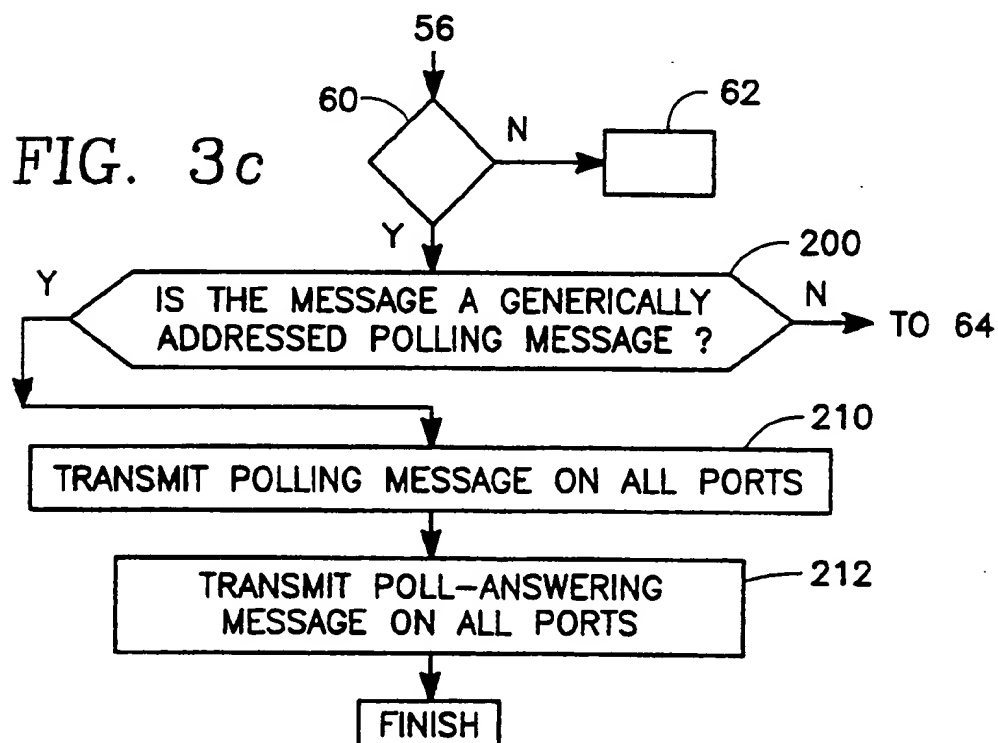 56
60
62
N
FIG. 3c
Y
200
Y
IS THE MESSAGE A GENERICALLY
ADDRESSED POLLING MESSAGE ?
N
TO 64
210
TRANSMIT POLLING MESSAGE ON ALL PORTS
212
TRANSMIT POLL-ANSWERING
MESSAGE ON ALL PORTS
FINISH